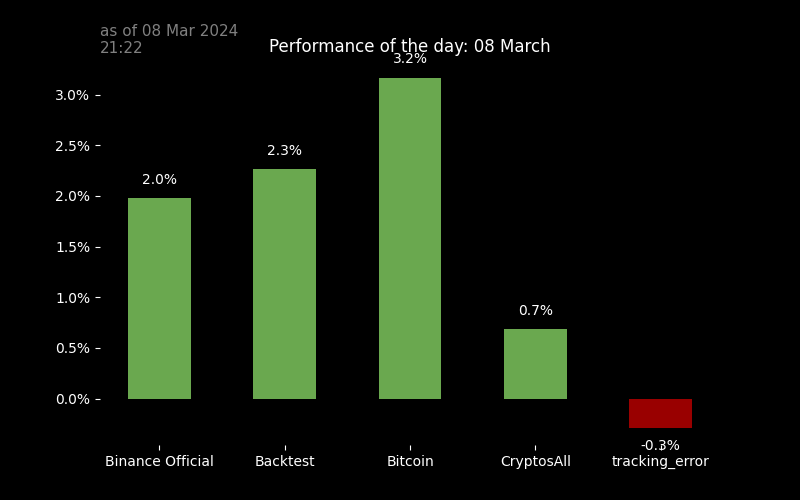 as of 08 Mar 2024
21:22
Performance of the day: 08 March
3.2%
3.0%
2.5%
2.3%
2.0%
2.0%
1.5%
1.0%
0.7%
0.5%
0.0%
-0.3%
Binance Official
Backtest
Bitcoin
CryptosAll
tracking_error